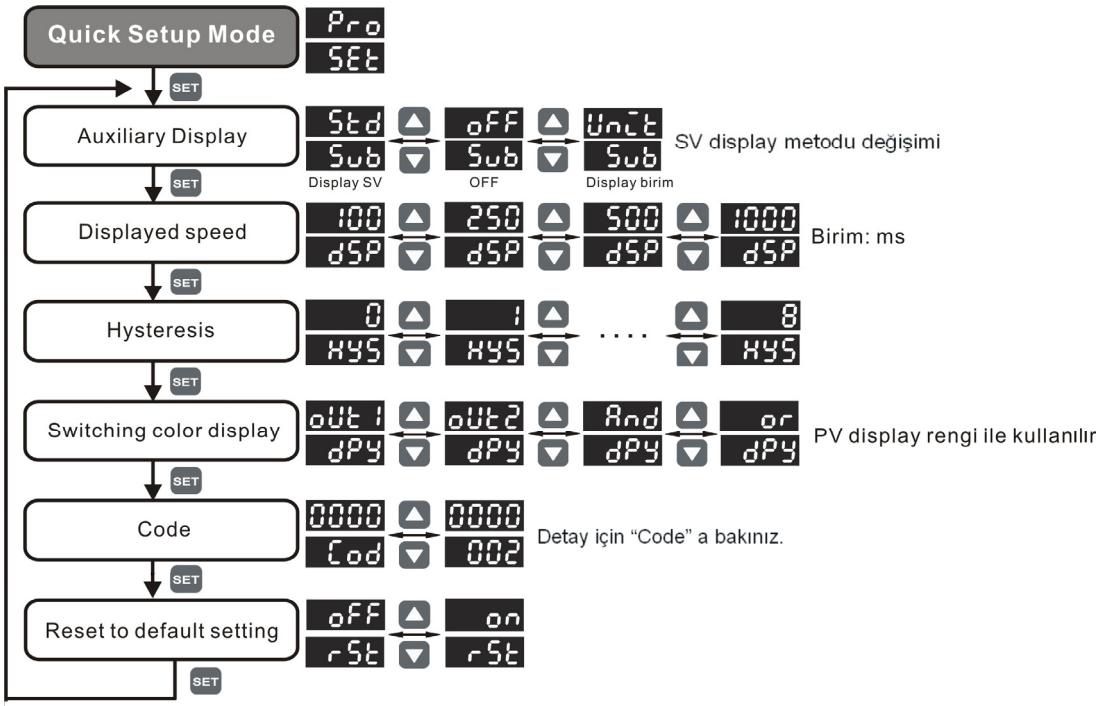 Quick Setup Mode
Pro
SEt
SET
Auxiliary Display
Std oFF Unit
Sub Sub Sub
Display SV OFF Display birim
SV display metodu değişimi
SET
Displayed speed
100 250 500 1000
dSP dSP dSP dSP
Birim: ms
SET
Hysteresis
0 1 .... 8
HYS HYS HYS
SET
Switching color display
oUt1 oUt2 And or
dPY dPY dPY dPY
PV display rengi ile kullanılır
SET
Code
0000 0000
Cod 002
Detay için “Code” a bakınız.
SET
Reset to default setting
oFF on
rSt rSt
SET